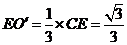 EO′ = 1/3 × CE = √3/3